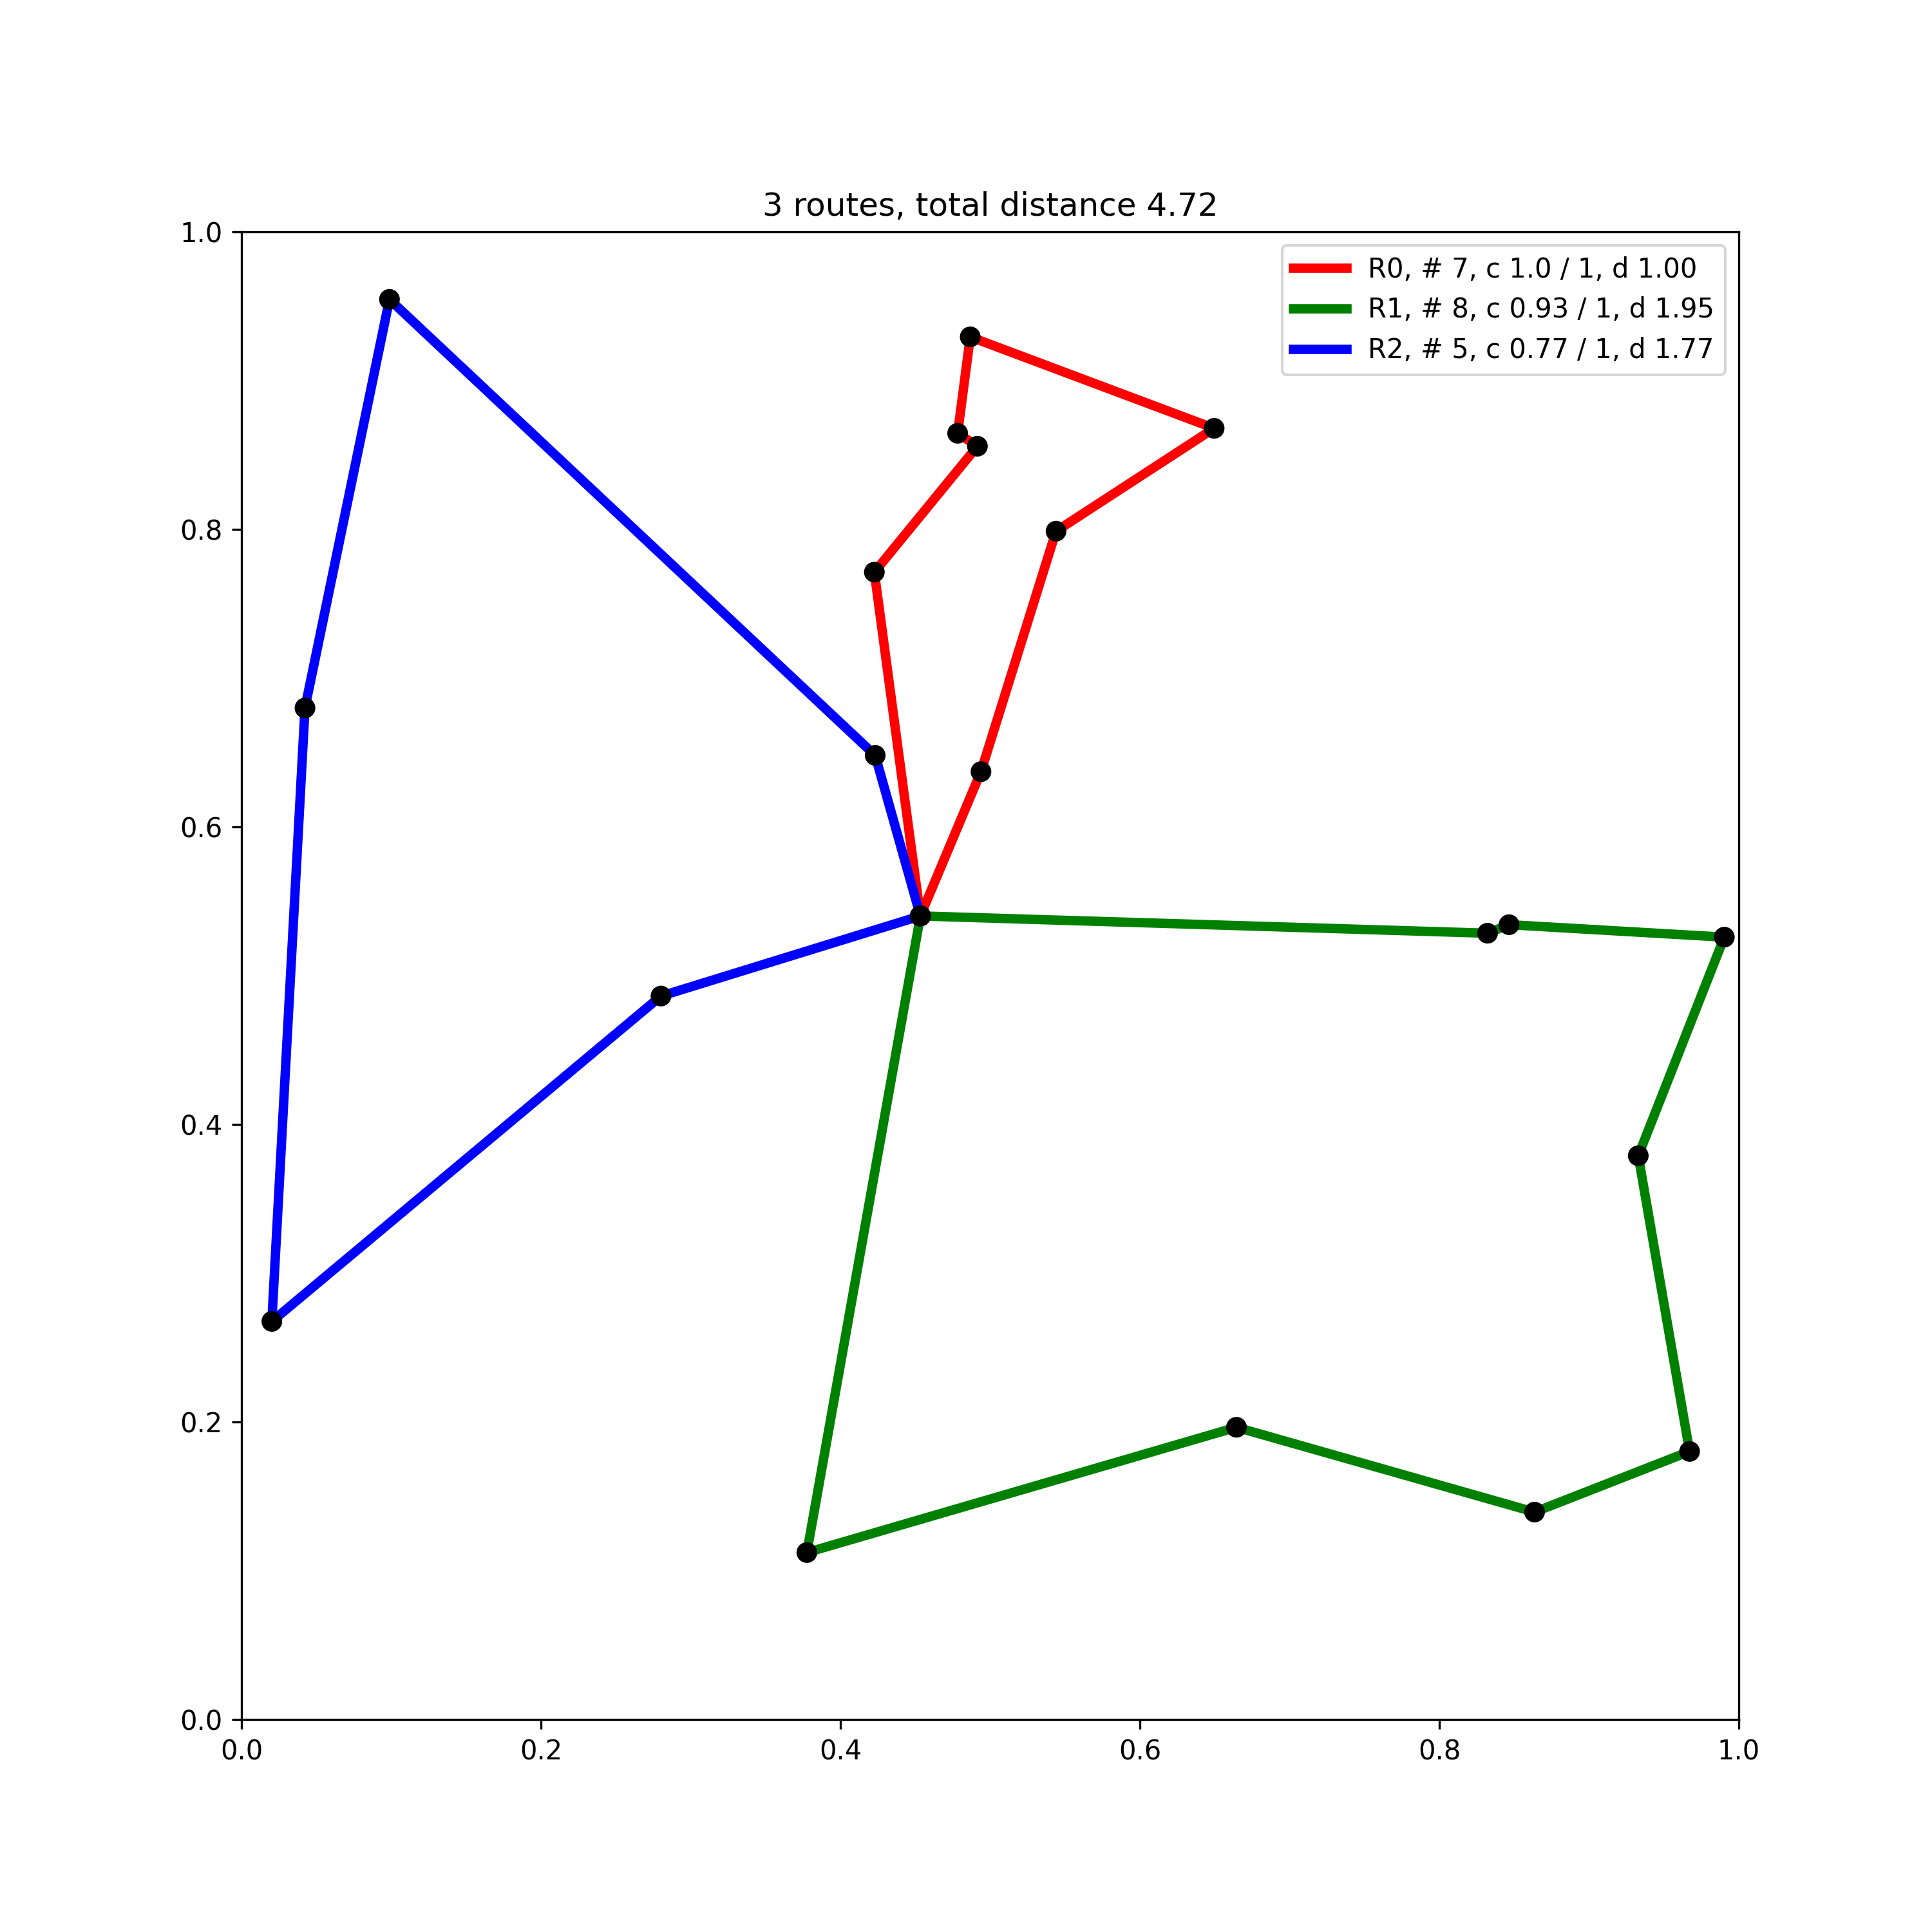 3 routes, total distance 4.72
R0, # 7, c 1.0 / 1, d 1.00
R1, # 8, c 0.93 / 1, d 1.95
R2, # 5, c 0.77 / 1, d 1.77
1.0
0.8
0.6
0.4
0.2
0.0
0.0 0.2 0.4 0.6 0.8 1.0